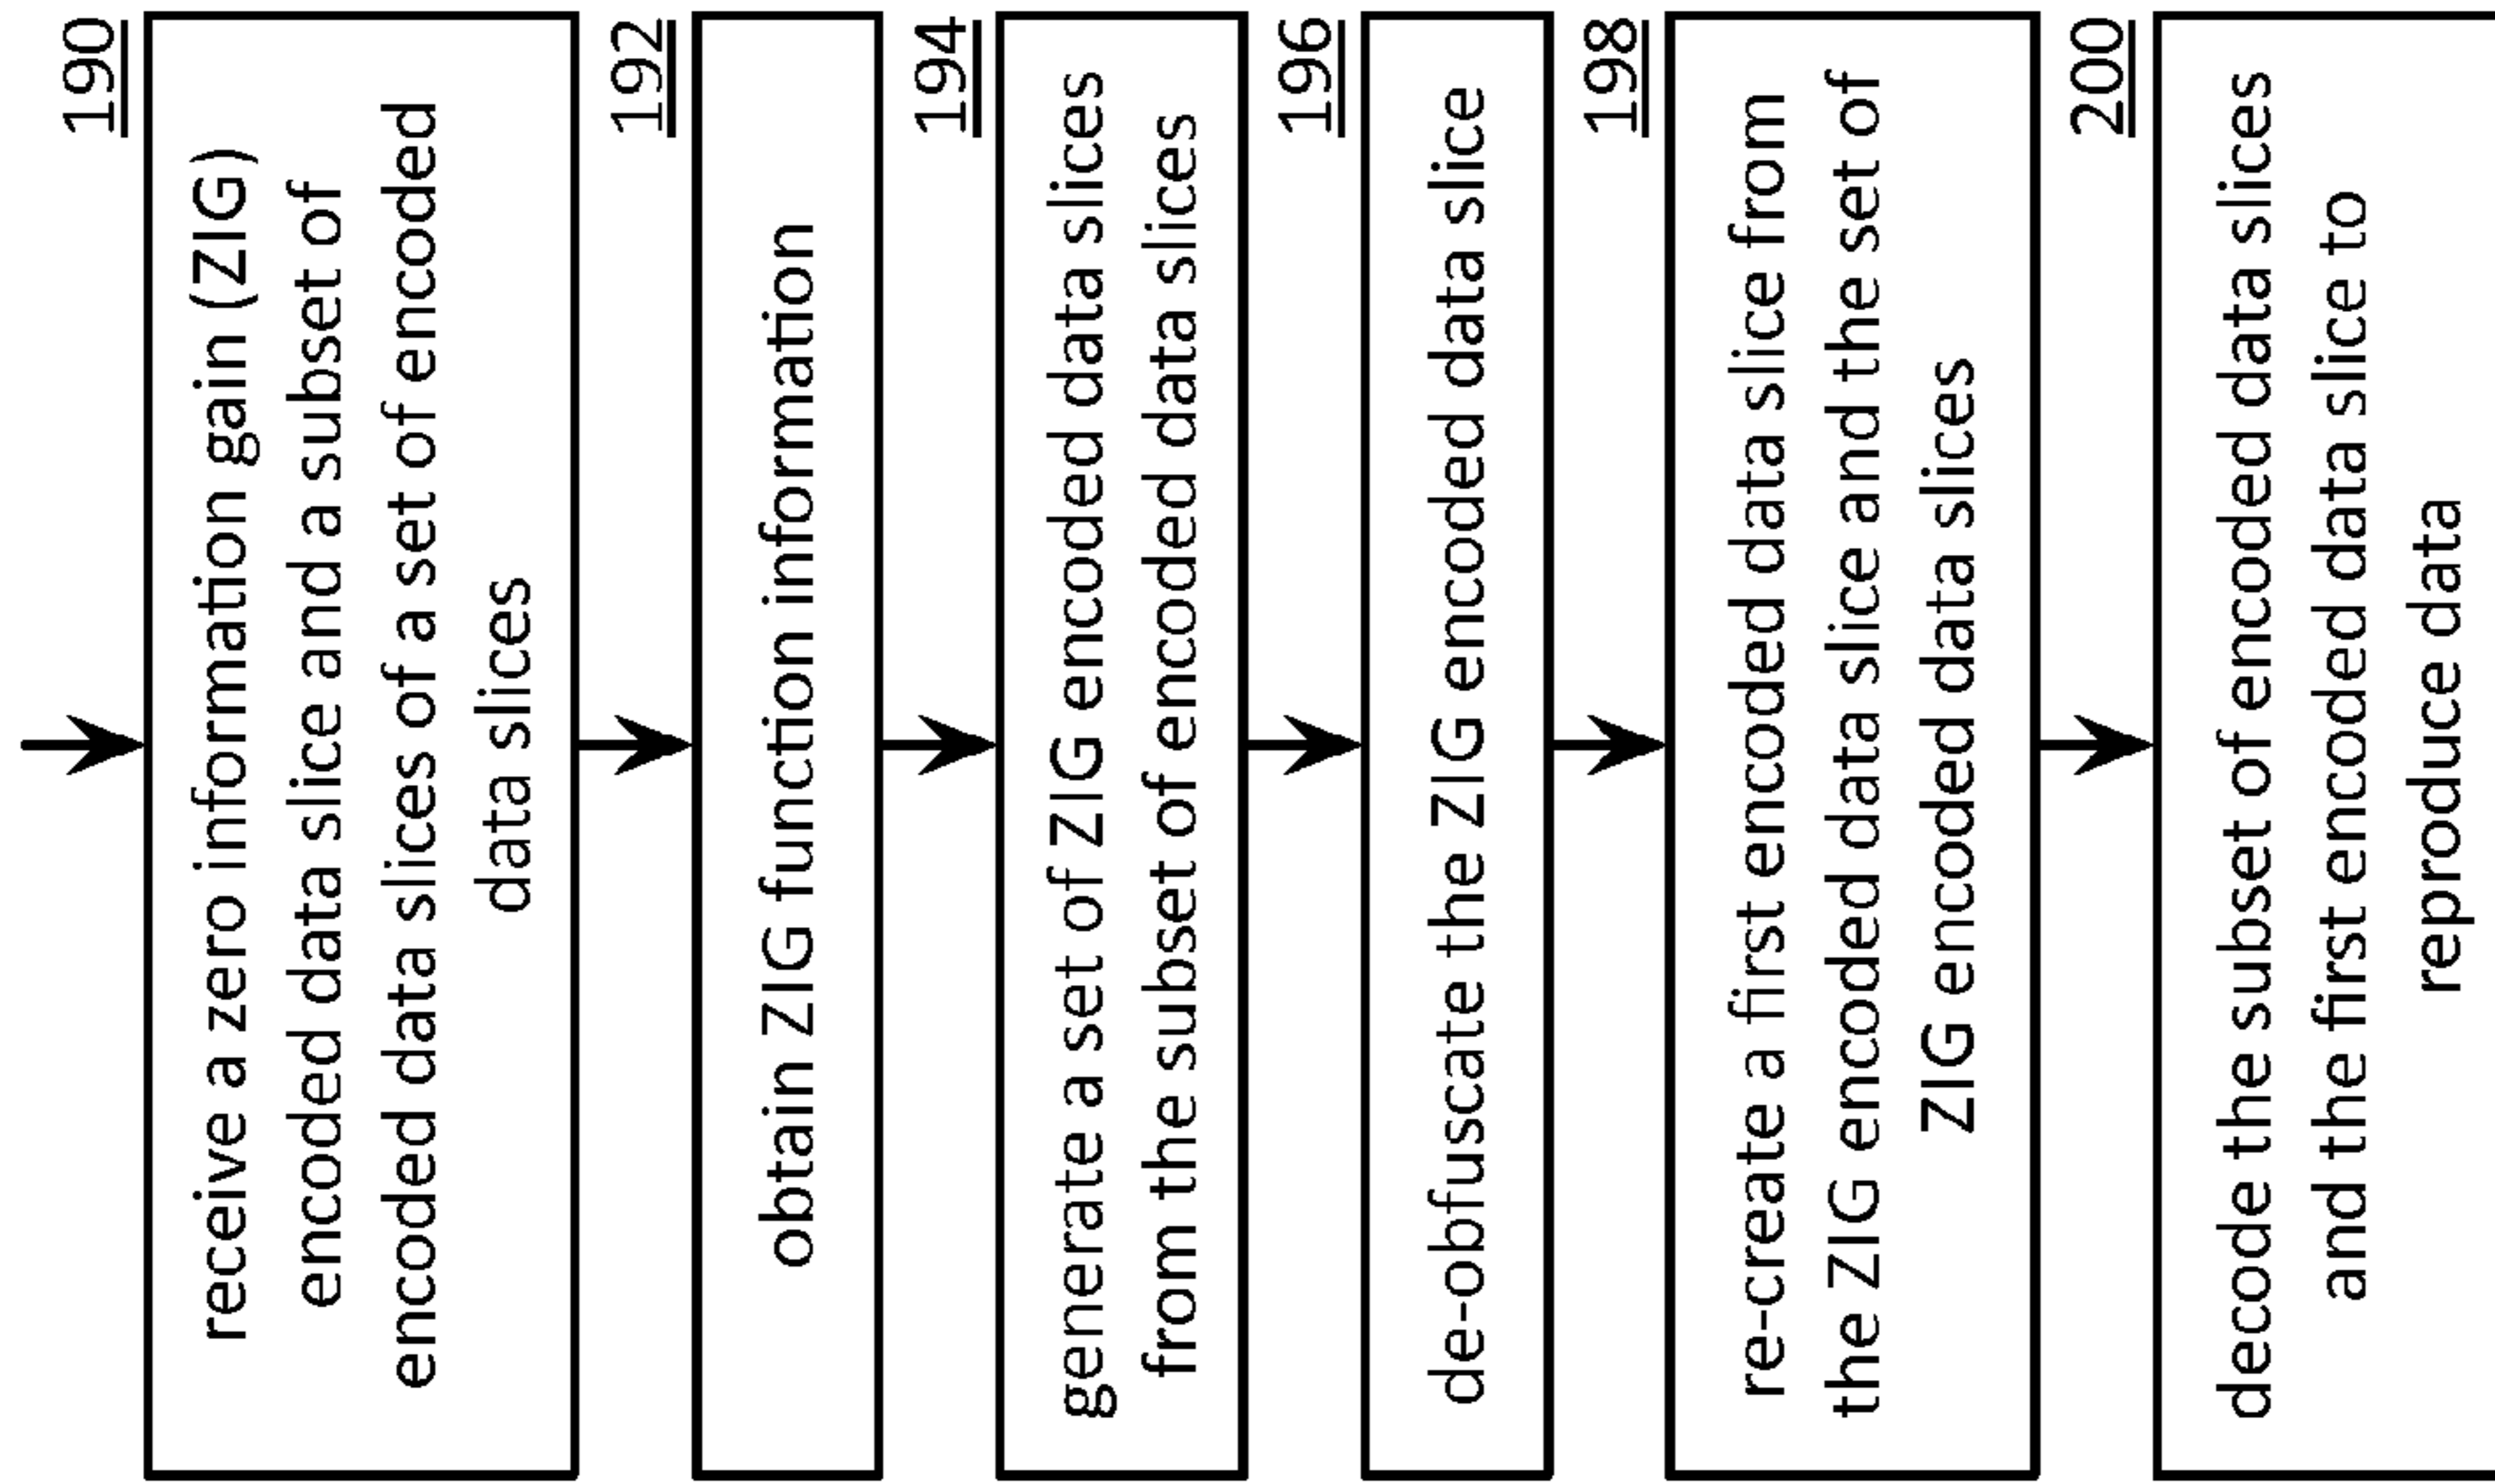 190
receive a zero information gain (ZIG)
encoded data slice and a subset of
encoded data slices of a set of encoded
data slices
192
obtain ZIG function information
194
generate a set of ZIG encoded data slices
from the subset of encoded data slices
196
de-obfuscate the ZIG encoded data slice
198
re-create a first encoded data slice from
the ZIG encoded data slice and the set of
ZIG encoded data slices
200
decode the subset of encoded data slices
and the first encoded data slice to
reproduce data